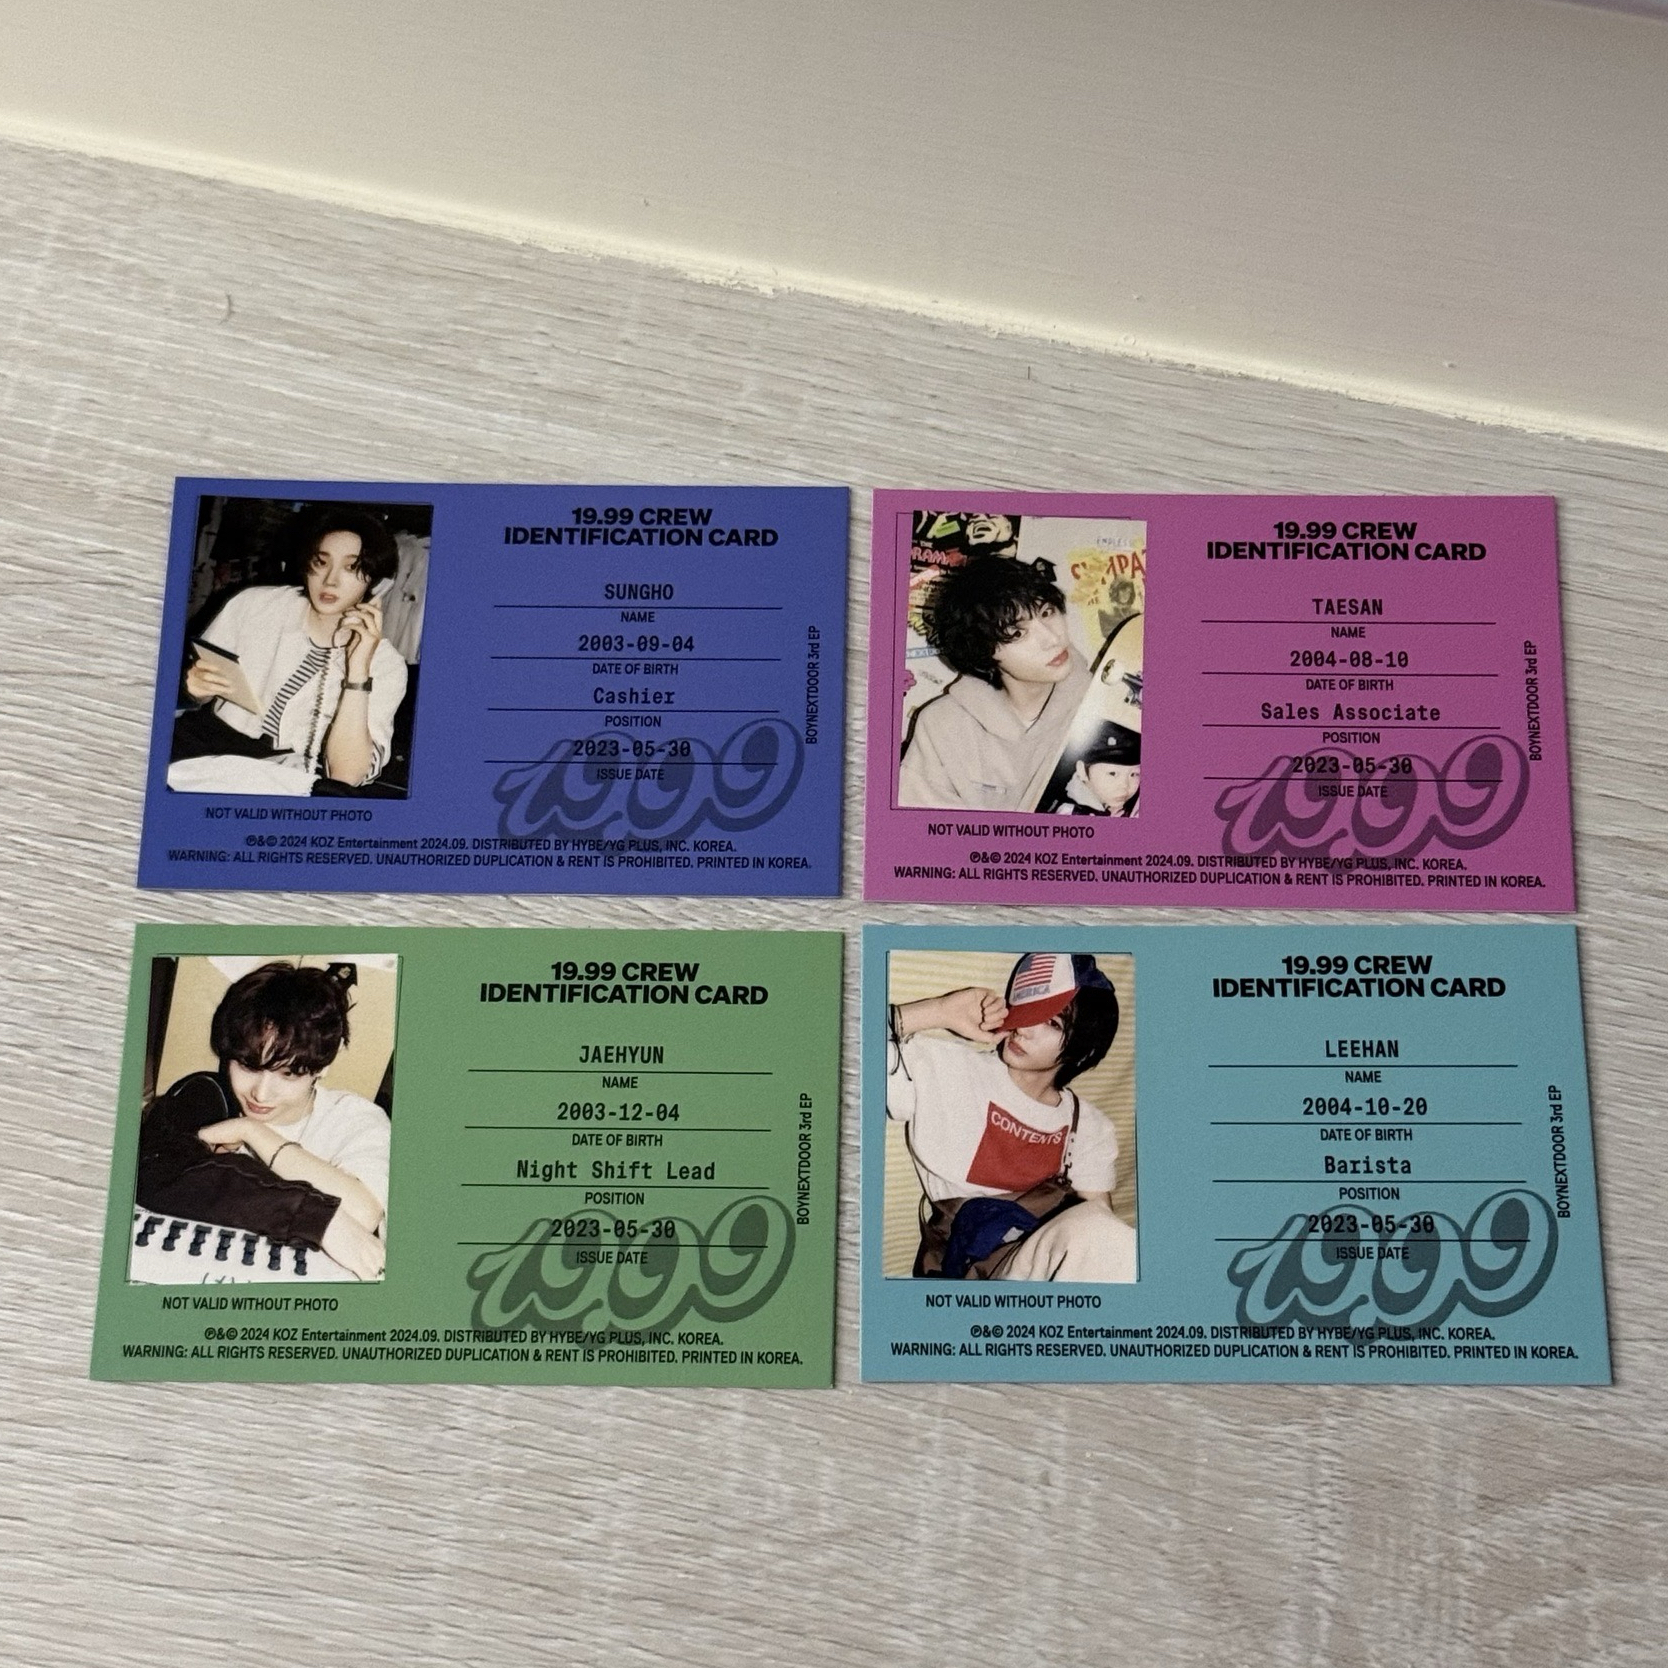 19.99 CREW
IDENTIFICATION CARD
SUNGHO
NAME
2003-09-04
DATE OF BIRTH
Cashier
POSITION
2023-05-30
ISSUE DATE
1999
BOYNEXTDOOR 3rd EP
NOT VALID WITHOUT PHOTO
℗&© 2024 KOZ Entertainment 2024.09. DISTRIBUTED BY HYBE/YG PLUS, INC. KOREA.
WARNING: ALL RIGHTS RESERVED. UNAUTHORIZED DUPLICATION & RENT IS PROHIBITED. PRINTED IN KOREA.
19.99 CREW
IDENTIFICATION CARD
TAESAN
NAME
2004-08-10
DATE OF BIRTH
Sales Associate
POSITION
2023-05-30
ISSUE DATE
1999
BOYNEXTDOOR 3rd EP
NOT VALID WITHOUT PHOTO
℗&© 2024 KOZ Entertainment 2024.09. DISTRIBUTED BY HYBE/YG PLUS, INC. KOREA.
WARNING: ALL RIGHTS RESERVED. UNAUTHORIZED DUPLICATION & RENT IS PROHIBITED. PRINTED IN KOREA.
19.99 CREW
IDENTIFICATION CARD
JAEHYUN
NAME
2003-12-04
DATE OF BIRTH
Night Shift Lead
POSITION
2023-05-30
ISSUE DATE
1999
BOYNEXTDOOR 3rd EP
NOT VALID WITHOUT PHOTO
℗&© 2024 KOZ Entertainment 2024.09. DISTRIBUTED BY HYBE/YG PLUS, INC. KOREA.
WARNING: ALL RIGHTS RESERVED. UNAUTHORIZED DUPLICATION & RENT IS PROHIBITED. PRINTED IN KOREA.
CONTENTS
19.99 CREW
IDENTIFICATION CARD
LEEHAN
NAME
2004-10-20
DATE OF BIRTH
Barista
POSITION
2023-05-30
ISSUE DATE
1999
BOYNEXTDOOR 3rd EP
NOT VALID WITHOUT PHOTO
℗&© 2024 KOZ Entertainment 2024.09. DISTRIBUTED BY HYBE/YG PLUS, INC. KOREA.
WARNING: ALL RIGHTS RESERVED. UNAUTHORIZED DUPLICATION & RENT IS PROHIBITED. PRINTED IN KOREA.